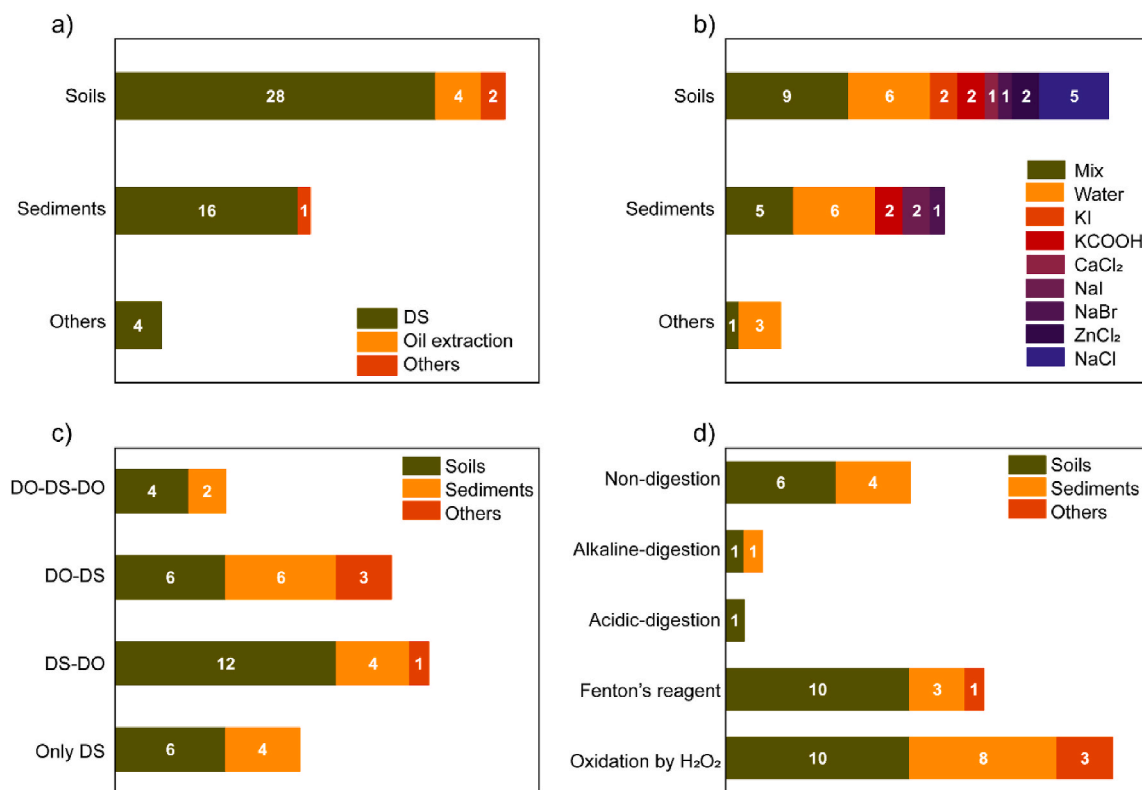 a)
Soils
28
4
2
Sediments
16
1
Others
4
DS
Oil extraction
Others
b)
Soils
9
6
2
2
1
1
2
5
Sediments
5
6
2
2
1
Others
1
3
Mix
Water
KI
KCOOH
CaCl₂
NaI
NaBr
ZnCl₂
NaCl
c)
Soils
Sediments
Others
DO-DS-DO
4
2
DO-DS
6
6
3
DS-DO
12
4
1
Only DS
6
4
d)
Soils
Sediments
Others
Non-digestion
6
4
Alkaline-digestion
1
1
Acidic-digestion
1
Fenton's reagent
10
3
1
Oxidation by H₂O₂
10
8
3